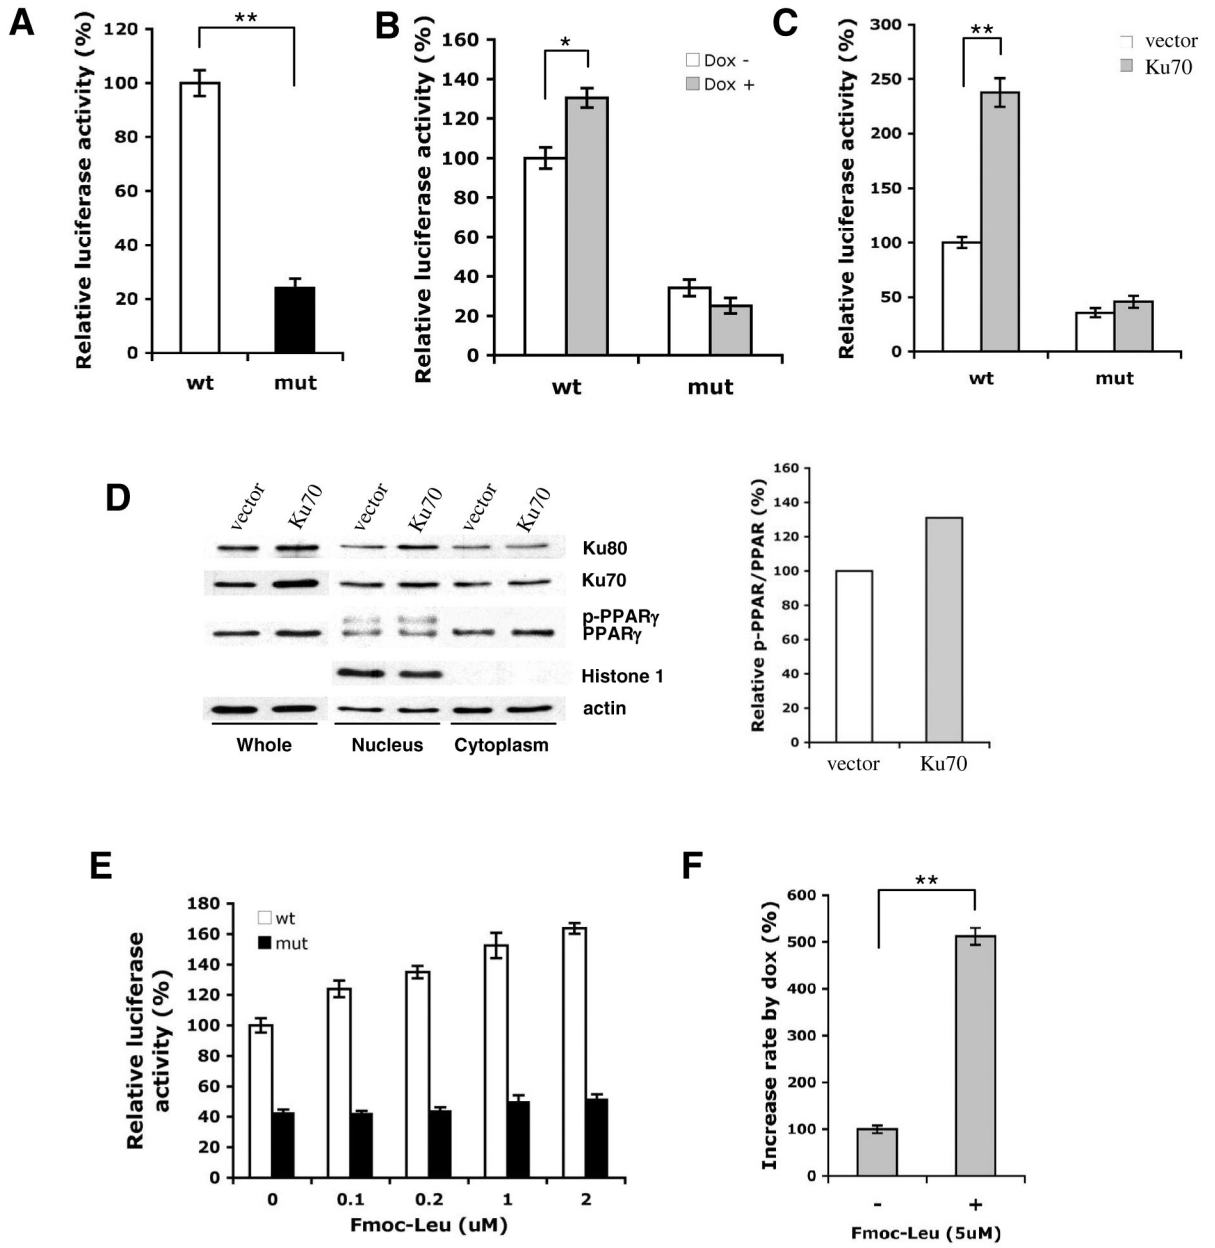 A
Relative luciferase activity (%)
120
100
80
60
40
20
0
**
wt mut
B
Relative luciferase activity (%)
160
140
120
100
80
60
40
20
0
*
Dox -
Dox +
wt mut
C
Relative luciferase activity (%)
300
250
200
150
100
50
0
**
vector
Ku70
wt mut
D
vector Ku70 vector Ku70 vector Ku70
Ku80
Ku70
p-PPARγ
PPARγ
Histone 1
actin
Whole Nucleus Cytoplasm
Relative p-PPAR/PPAR (%)
160
140
120
100
80
60
40
20
0
vector Ku70
E
Relative luciferase
activity (%)
180
160
140
120
100
80
60
40
20
0
wt
mut
0 0.1 0.2 1 2
Fmoc-Leu (uM)
F
Increase rate by dox (%)
600
500
400
300
200
100
0
**
- +
Fmoc-Leu (5uM)